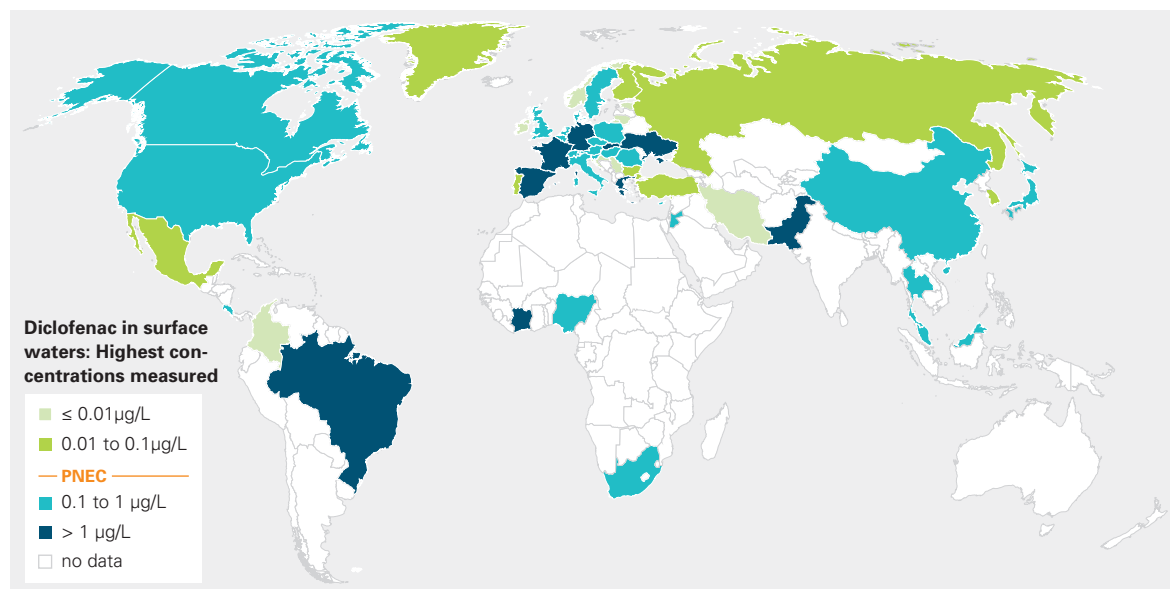 Diclofenac in surface
waters: Highest con-
centrations measured
≤ 0.01µg/L
0.01 to 0.1µg/L
PNEC
0.1 to 1 µg/L
> 1 µg/L
no data